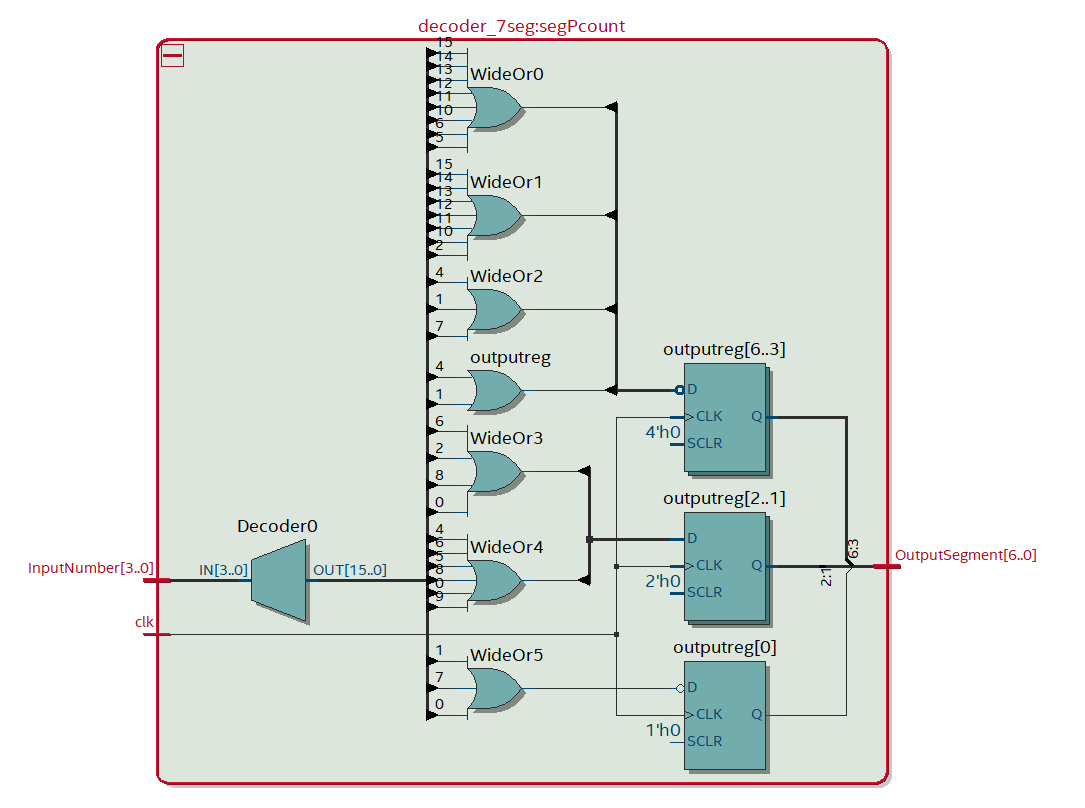 decoder_7seg:segPcount
15
14
13
12
11
10
6
5
WideOr0
15
14
13
12
11
10
2
WideOr1
4
1
7
WideOr2
4
1
outputreg
6
2
8
0
WideOr3
4
6
5
8
0
9
WideOr4
1
7
0
WideOr5
Decoder0
IN[3..0]
OUT[15..0]
InputNumber[3..0]
clk
outputreg[6..3]
D
CLK
Q
4'h0
SCLR
outputreg[2..1]
D
CLK
Q
2'h0
SCLR
outputreg[0]
D
CLK
Q
1'h0
SCLR
6:3
2:1
OutputSegment[6..0]